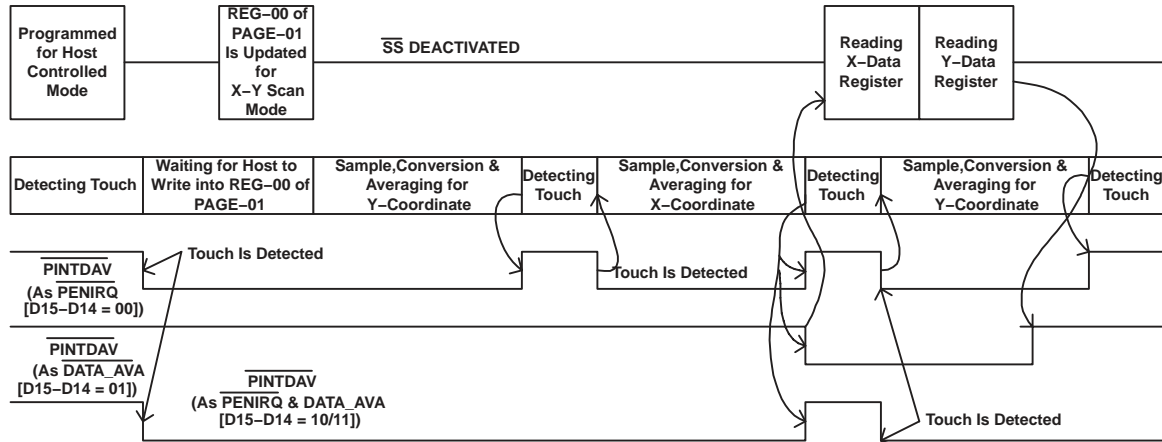 Programmed
for Host
Controlled
Mode
REG–00 of
PAGE–01
Is Updated
for
X–Y Scan
Mode
SS DEACTIVATED
Reading
X–Data
Register
Reading
Y–Data
Register
Detecting Touch
Waiting for Host to
Write into REG–00 of
PAGE–01
Sample,Conversion &
Averaging for
Y–Coordinate
Detecting
Touch
Sample,Conversion &
Averaging for
X–Coordinate
Detecting
Touch
Sample,Conversion &
Averaging for
Y–Coordinate
Detecting
Touch
Touch Is Detected
PINTDAV
(As PENIRQ
[D15–D14 = 00])
Touch Is Detected
PINTDAV
(As DATA_AVA
[D15–D14 = 01])
PINTDAV
(As PENIRQ & DATA_AVA
[D15–D14 = 10/11])
Touch Is Detected